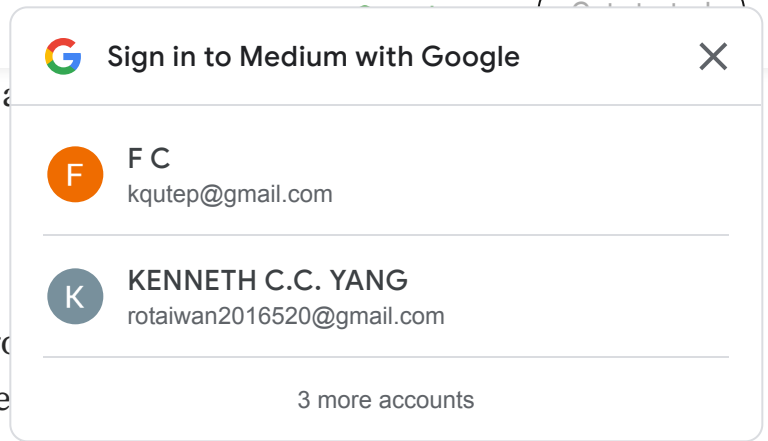 Sign in to Medium with Google
F
F C
kqutep@gmail.com
K
KENNETH C.C. YANG
rotaiwan2016520@gmail.com
3 more accounts